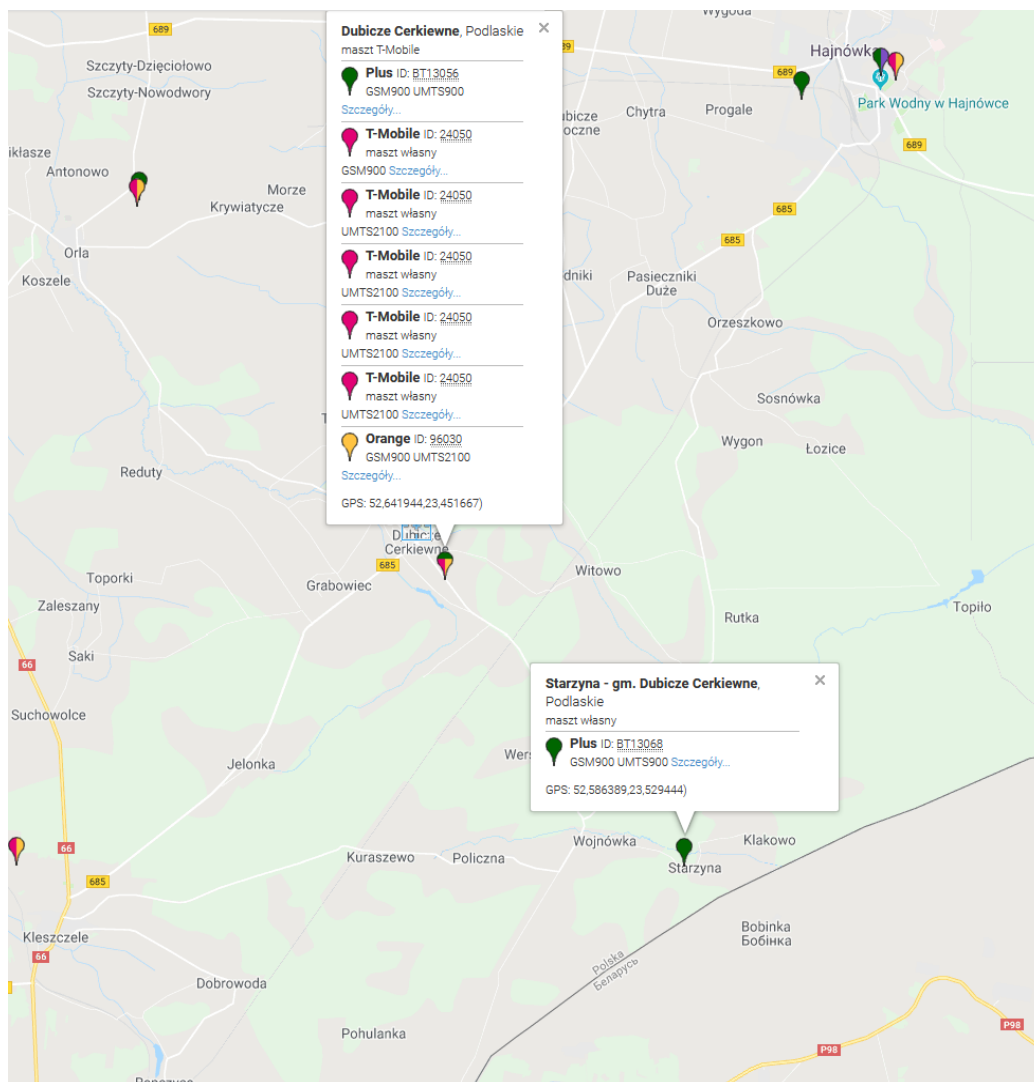 Dubicze Cerkiewne, Podlaskie
maszt T-Mobile
Plus ID: BT13056
GSM900 UMTS900
Szczegóły...
T-Mobile ID: 24050
maszt własny
GSM900 Szczegóły...
T-Mobile ID: 24050
maszt własny
UMTS2100 Szczegóły...
T-Mobile ID: 24050
maszt własny
UMTS2100 Szczegóły...
T-Mobile ID: 24050
maszt własny
UMTS2100 Szczegóły...
T-Mobile ID: 24050
maszt własny
UMTS2100 Szczegóły...
Orange ID: 96030
GSM900 UMTS2100
Szczegóły...
GPS: 52,641944,23,451667)
Starzyna - gm. Dubicze Cerkiewne,
Podlaskie
maszt własny
Plus ID: BT13068
GSM900 UMTS900 Szczegóły...
GPS: 52,586389,23,529444)
Wygoda
689
Hajnówka
Szczyty-Dzięciołowo
689
Park Wodny w Hajnówce
Szczyty-Nowodwory
Chytra
Progale
689
Antonowo
Morze
Krywiatycze
685
685
Orla
Koszele
Pasieczniki
Duże
Orzeszkowo
Sosnówka
Wygon
Łozice
Reduty
Dubicze
Cerkiewne
685
Witowo
Toporki
Grabowiec
Zaleszany
Rutka
Topiło
Saki
66
Suchowolce
Jelonka
66
Kuraszewo
Policzna
Wojnówka
Klakowo
Starzyna
685
Kleszczele
66
Bobinka
Бобінка
Polska
Беларусь
Dobrowoda
Pohulanka
P98
P98